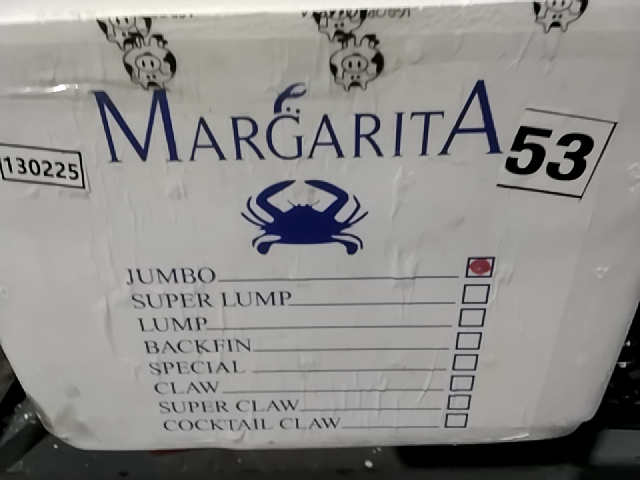 MARGARITA
53
130225
JUMBO
SUPER LUMP
LUMP
BACKFIN
SPECIAL
CLAW
SUPER CLAW
COCKTAIL CLAW